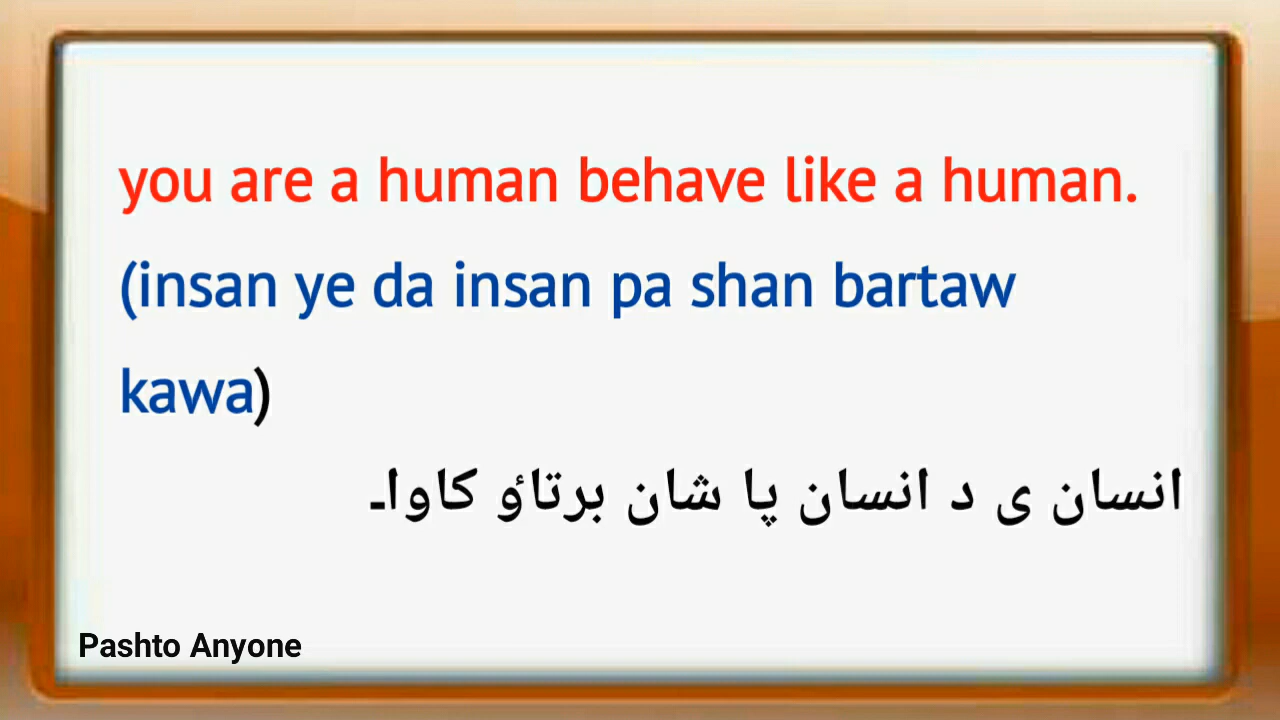 you are a human behave like a human.
(insan ye da insan pa shan bartaw
kawa)
انسان ی د انسان پا شان برتاؤ کاوا۔
Pashto Anyone